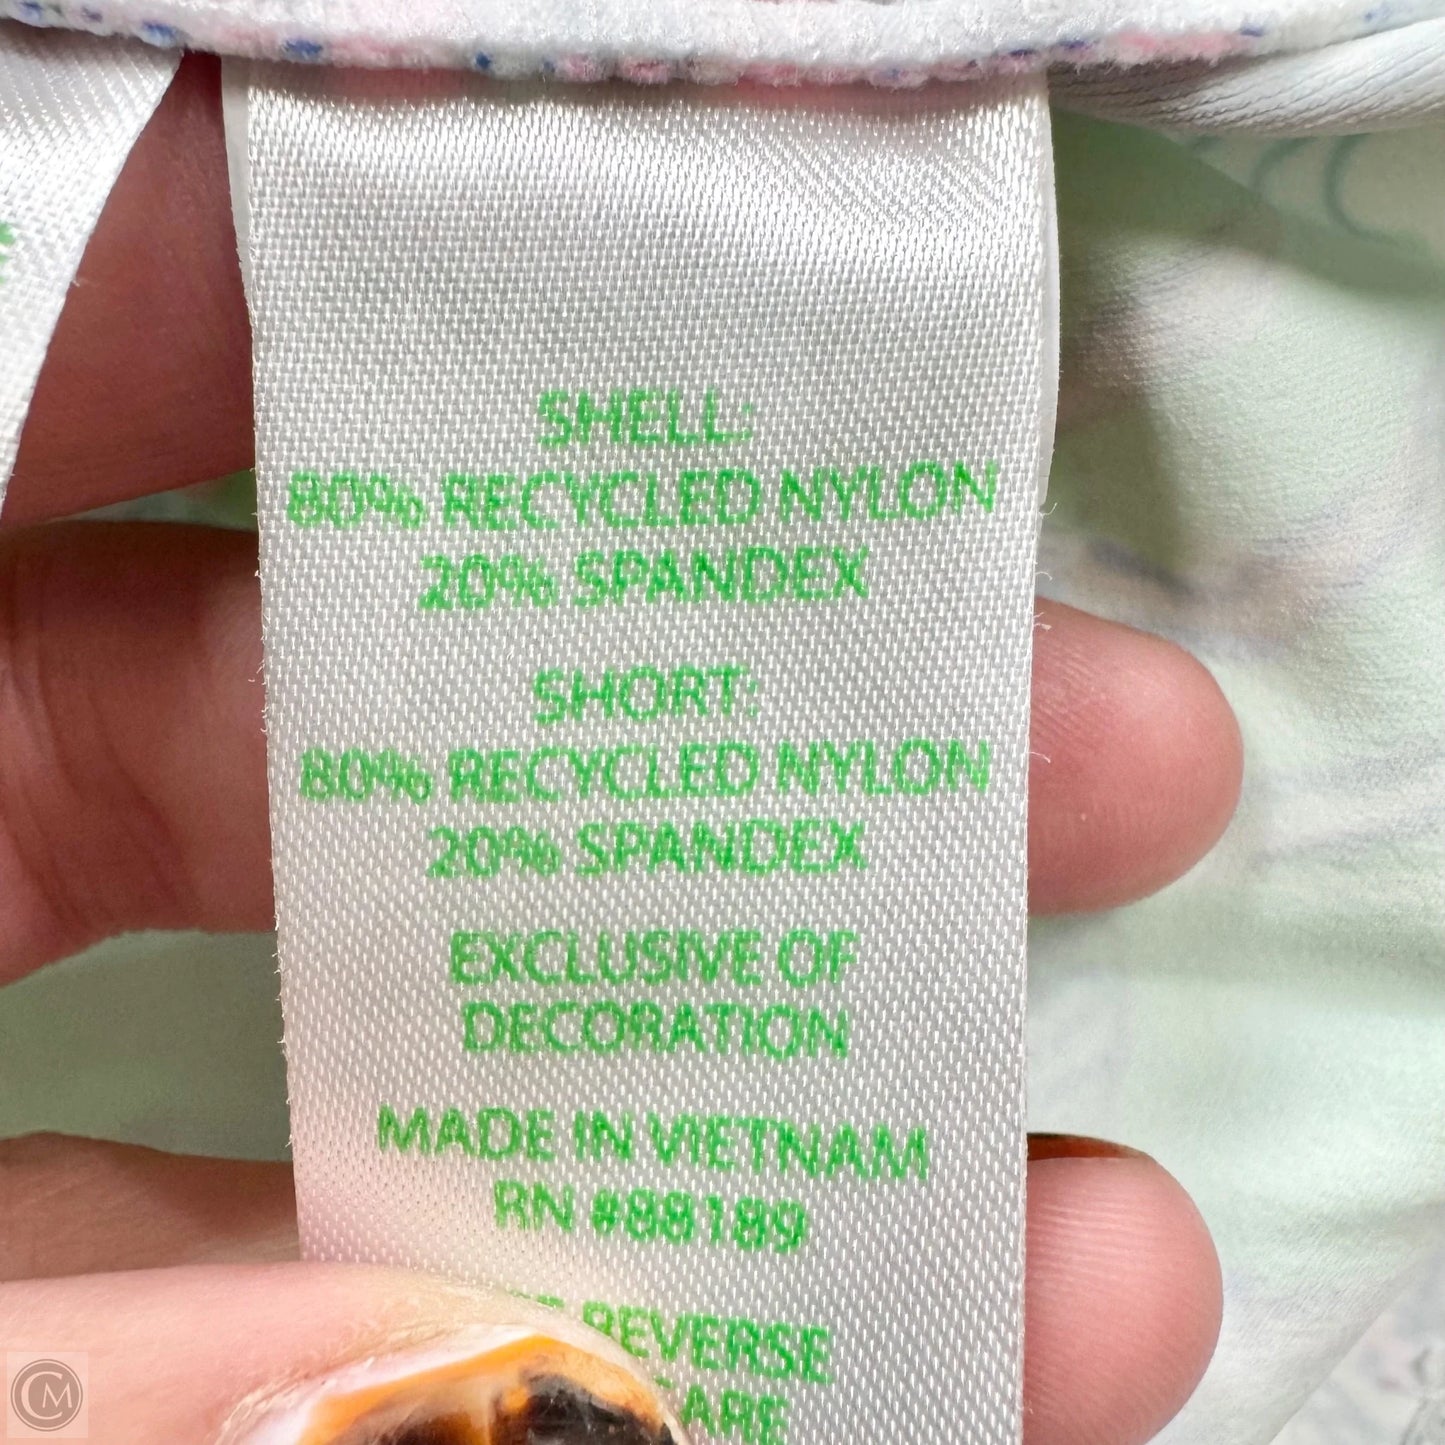 SHELL:
80% RECYCLED NYLON
20% SPANDEX
SHORT:
80% RECYCLED NYLON
20% SPANDEX
EXCLUSIVE OF
DECORATION
MADE IN VIETNAM
RN #88189
REVERSE
CM